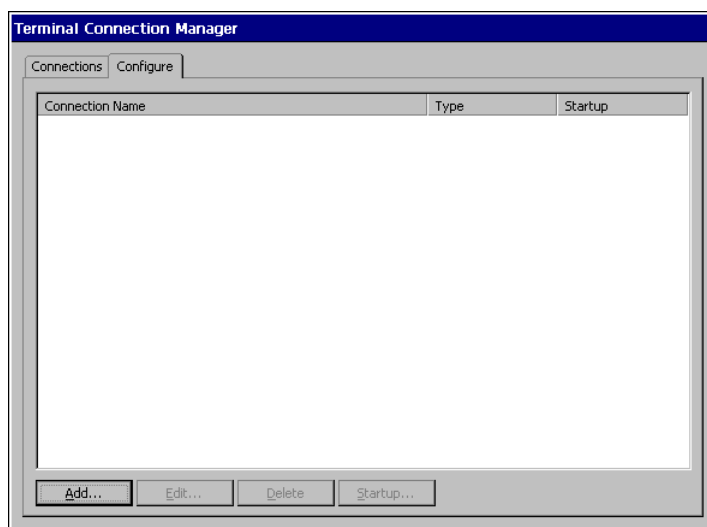 Terminal Connection Manager
Connections Configure
Connection Name Type Startup
Add... Edit... Delete Startup...